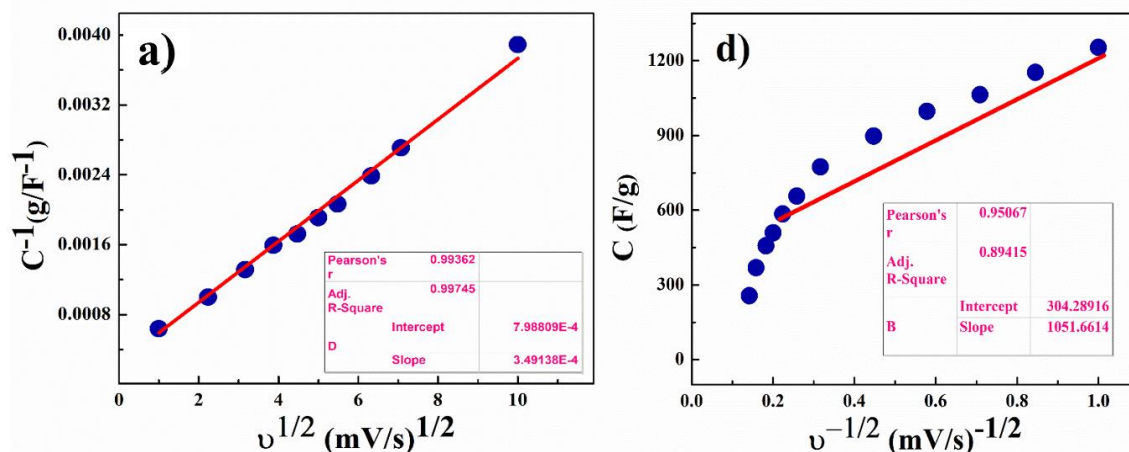 a)
0.0040
0.0032
0.0024
0.0016
0.0008
C⁻¹(g/F⁻¹)
Pearson's r 0.99362
Adj. R-Square 0.99745
Intercept 7.98809E-4
D
Slope 3.49138E-4
0 2 4 6 8 10
υ^1/2 (mV/s)^1/2
d)
1200
900
600
300
0
C (F/g)
Pearson's r 0.95067
Adj. R-Square 0.89415
Intercept 304.28916
B Slope 1051.6614
0.0 0.2 0.4 0.6 0.8 1.0
υ^−1/2 (mV/s)^-1/2